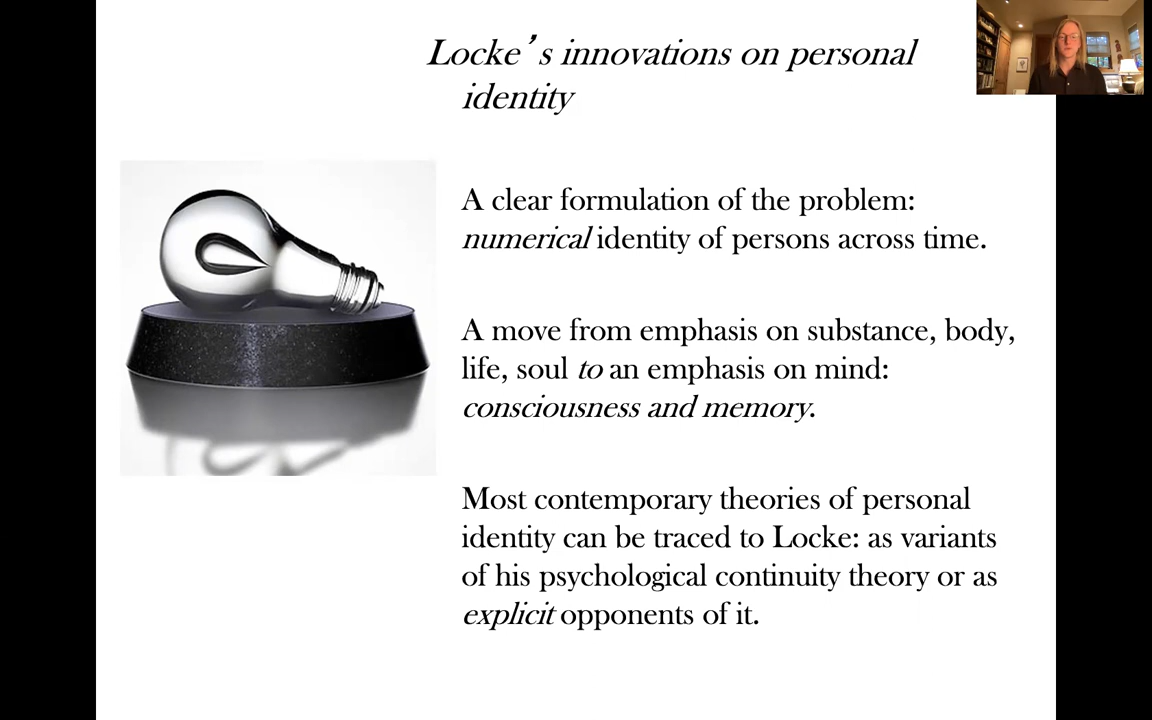 Locke’s innovations on personal
identity
A clear formulation of the problem:
numerical identity of persons across time.
A move from emphasis on substance, body,
life, soul to an emphasis on mind:
consciousness and memory.
Most contemporary theories of personal
identity can be traced to Locke: as variants
of his psychological continuity theory or as
explicit opponents of it.